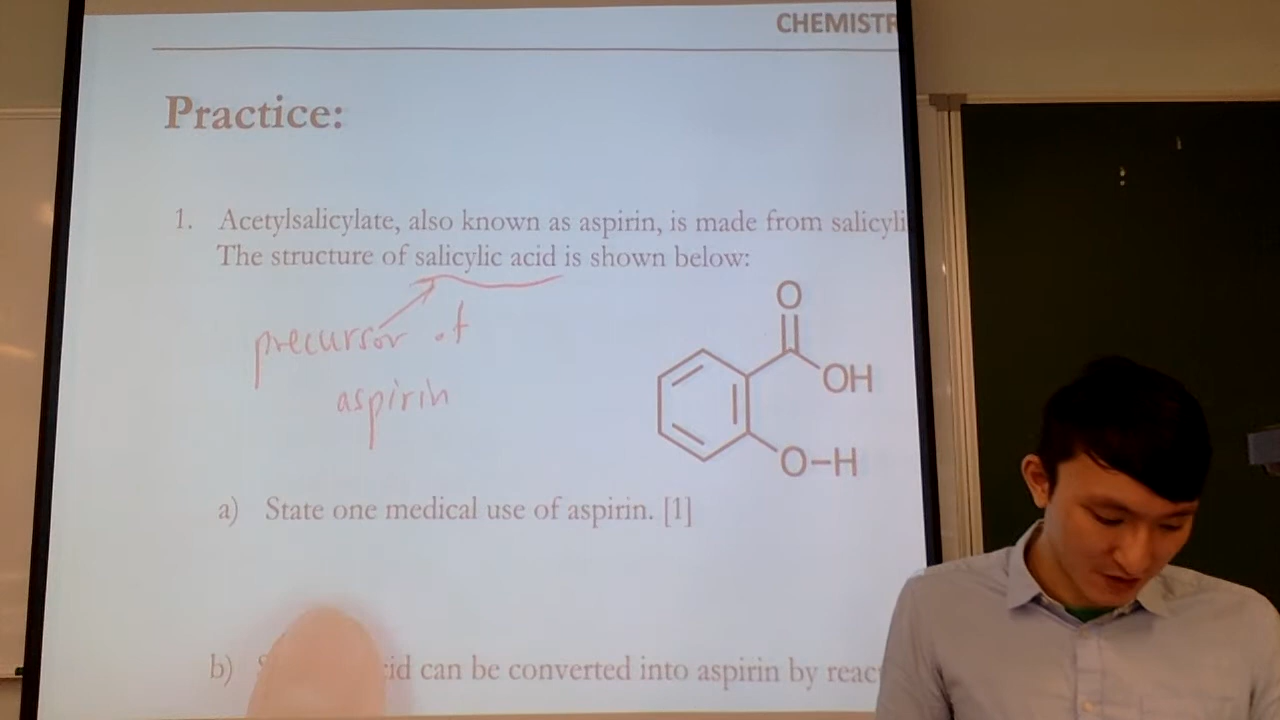 CHEMISTR
Practice:
1. Acetylsalicylate, also known as aspirin, is made from salicyli
The structure of salicylic acid is shown below:
precursor of
aspirin
O
OH
O-H
a) State one medical use of aspirin. [1]
b) can be converted into aspirin by reac